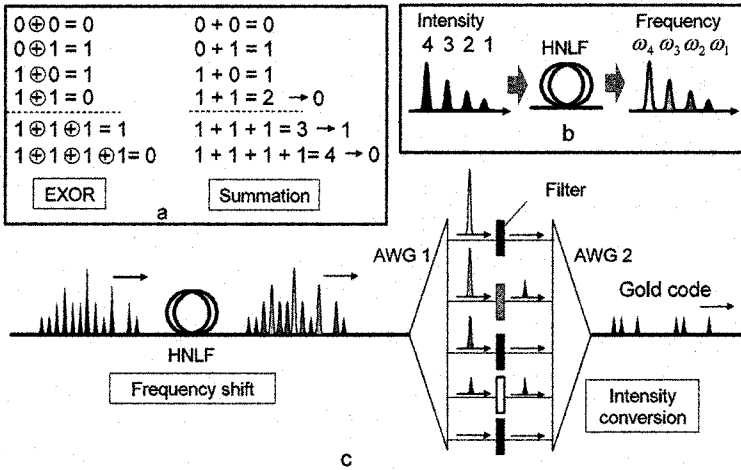 0 ⊕ 0 = 0
0 ⊕ 1 = 1
1 ⊕ 0 = 1
1 ⊕ 1 = 0
1 ⊕ 1 ⊕ 1 = 1
1 ⊕ 1 ⊕ 1 ⊕ 1 = 0
EXOR
0 + 0 = 0
0 + 1 = 1
1 + 0 = 1
1 + 1 = 2 → 0
1 + 1 + 1 = 3 → 1
1 + 1 + 1 + 1 = 4 → 0
Summation
a
Intensity
4 3 2 1
HNLF
Frequency
ω4 ω3 ω2 ω1
b
Filter
AWG 1
AWG 2
Gold code
HNLF
Frequency shift
Intensity
conversion
c